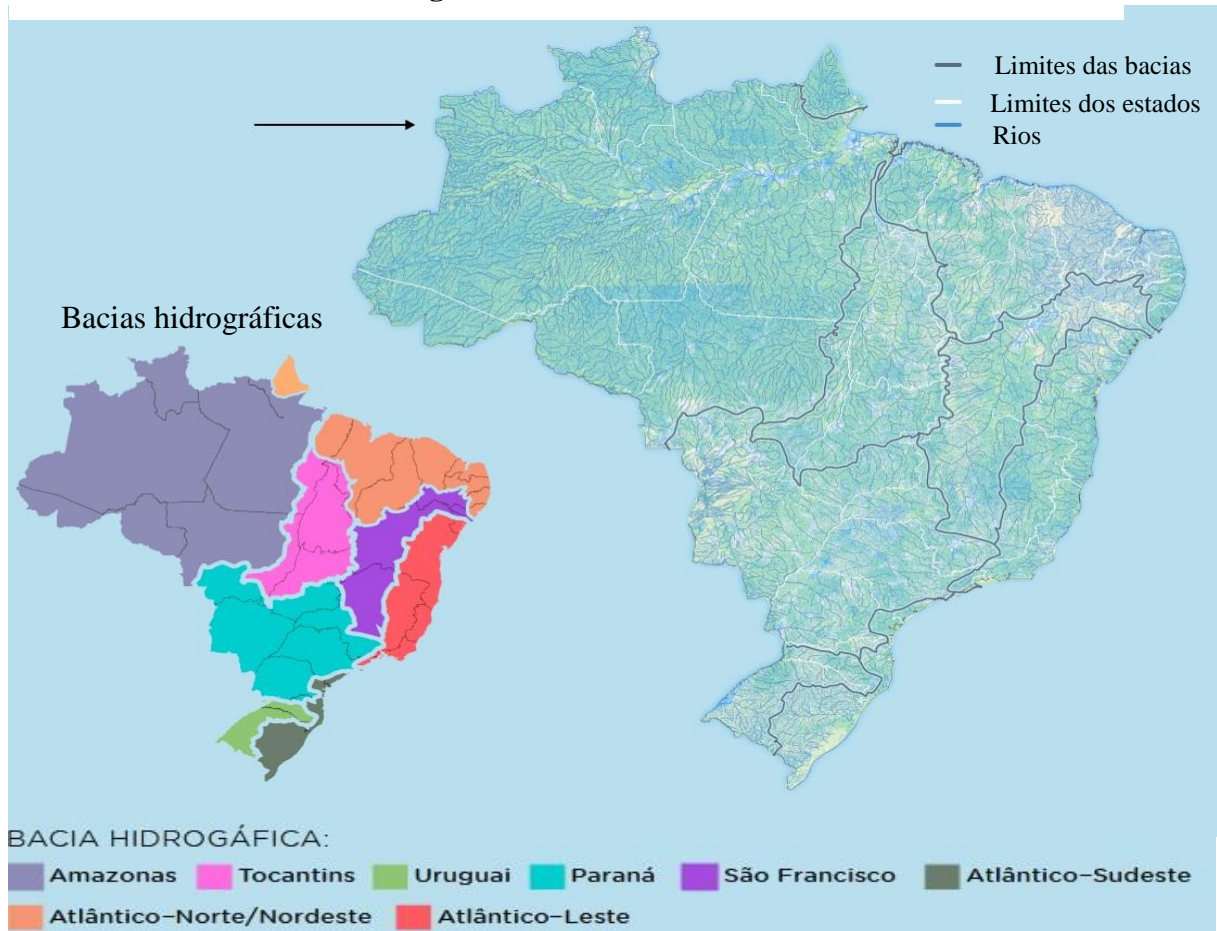 Limites das bacias
Limites dos estados
Rios
Bacias hidrográficas
BACIA HIDROGÁFICA:
Amazonas Tocantins Uruguai Paraná São Francisco Atlântico-Sudeste
Atlântico-Norte/Nordeste Atlântico-Leste